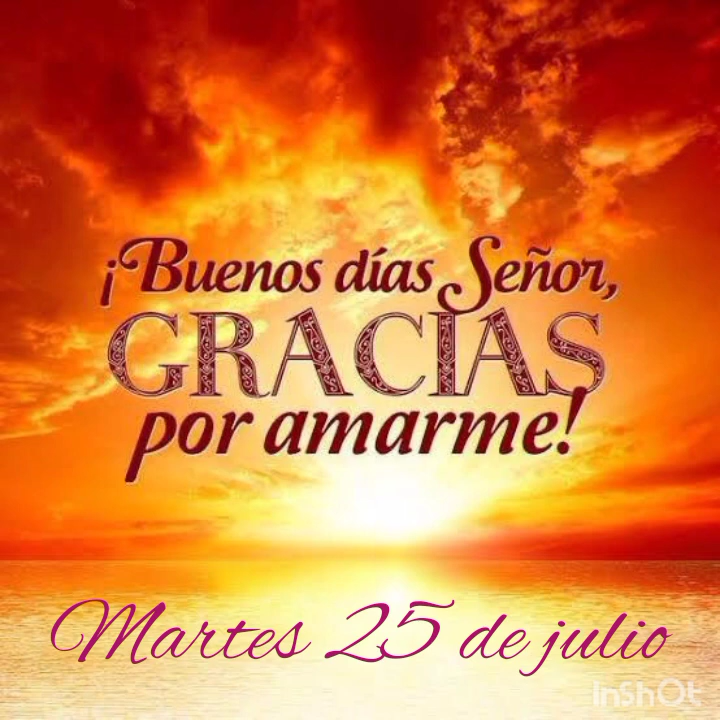 ¡Buenos días Señor,
GRACIAS
por amarme!
Martes 25 de julio
InShOt